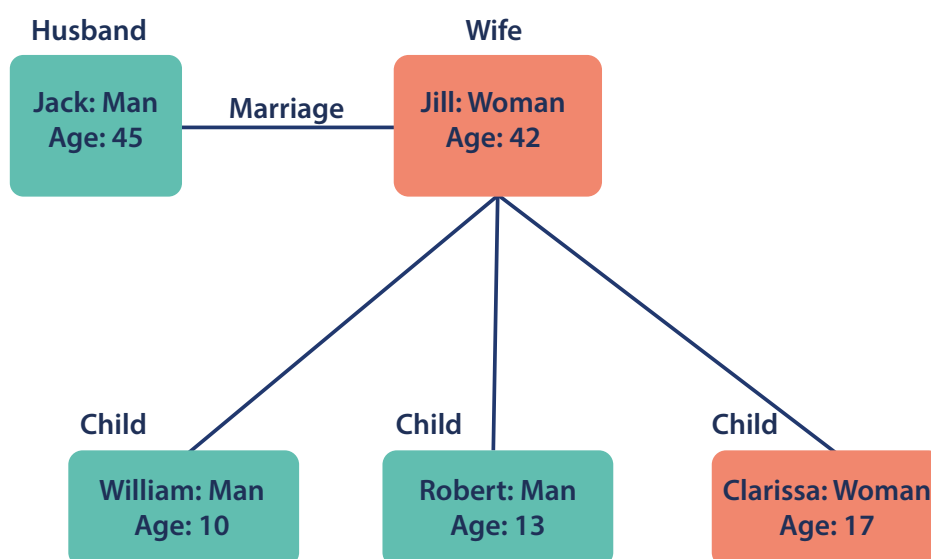 Husband
Wife
Jack: Man
Age: 45
Marriage
Jill: Woman
Age: 42
Child
Child
Child
William: Man
Age: 10
Robert: Man
Age: 13
Clarissa: Woman
Age: 17